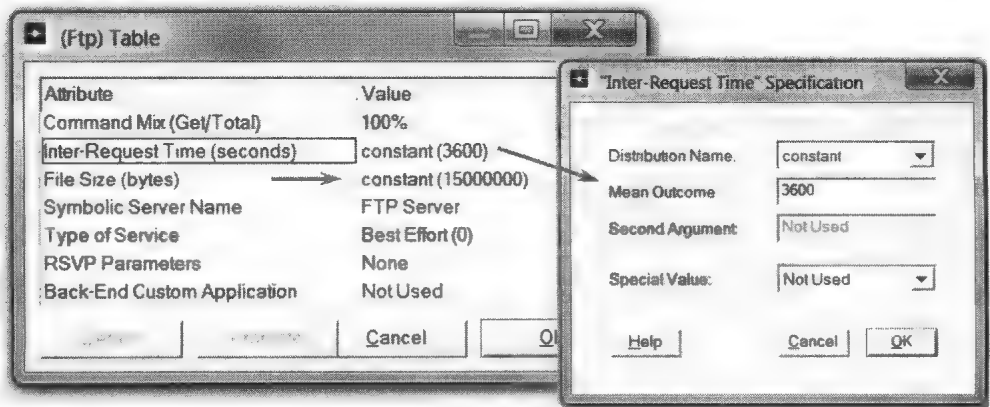 (Ftp) Table
Attribute Value
Command Mix (Get/Total) 100%
Inter-Request Time (seconds) constant (3600)
File Size (bytes) constant (15000000)
Symbolic Server Name FTP Server
Type of Service Best Effort (0)
RSVP Parameters None
Back-End Custom Application Not Used
Cancel
"Inter-Request Time" Specification
Distribution Name. constant
Mean Outcome 3600
Second Argument Not Used
Special Value: Not Used
Help Cancel OK